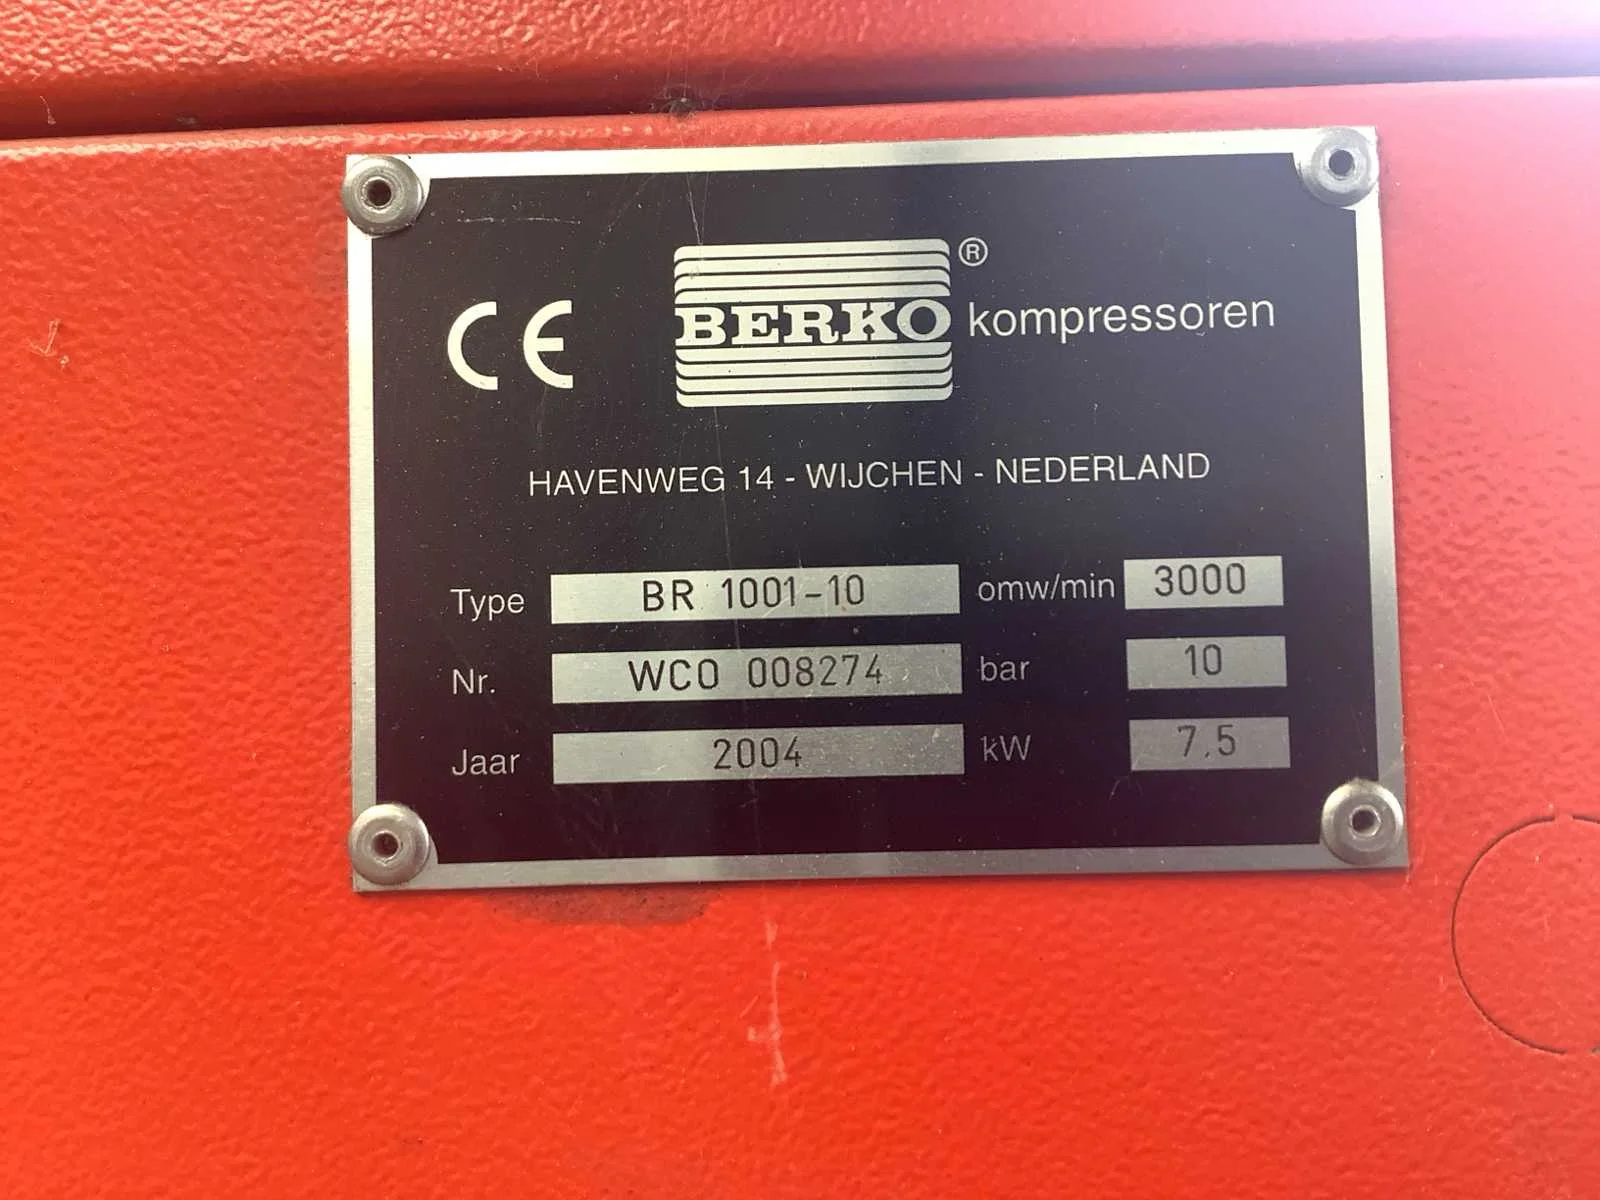 CE BERKO ® kompressoren
HAVENWEG 14 - WIJCHEN - NEDERLAND
Type BR 1001-10 omw/min 3000
Nr. WCO 008274 bar 10
Jaar 2004 kW 7,5